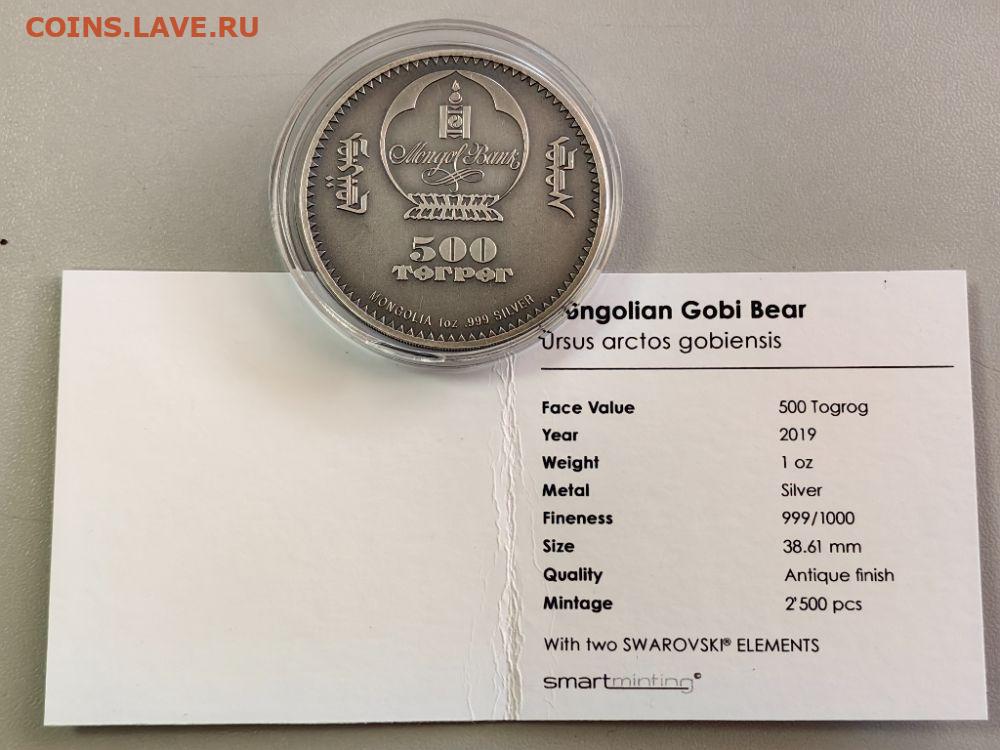 COINS.LAVE.RU
Mongol Bank
500
ТӨГРӨГ
MONGOLIA 1oz .999 SILVER
ngolian Gobi Bear
Ursus arctos gobiensis
Face Value 500 Togrog
Year 2019
Weight 1 oz
Metal Silver
Fineness 999/1000
Size 38.61 mm
Quality Antique finish
Mintage 2'500 pcs
With two SWAROVSKI® ELEMENTS
smartminting©